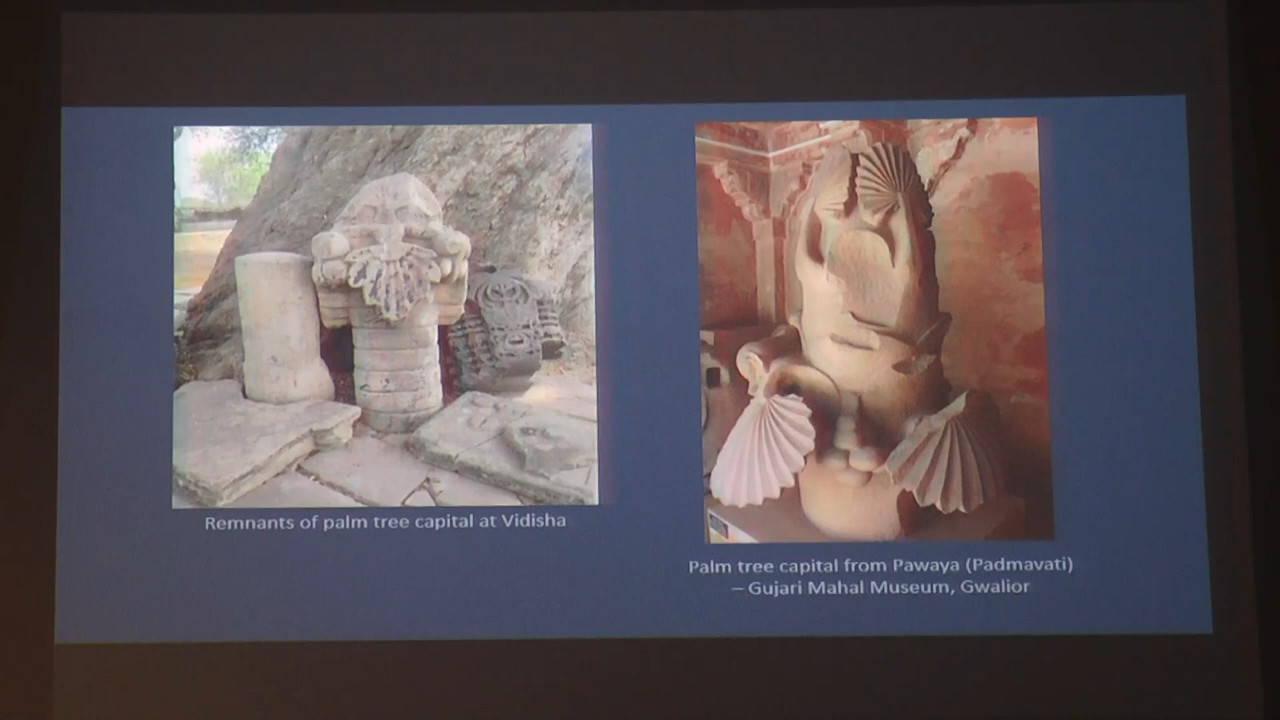 Remnants of palm tree capital at Vidisha
Palm tree capital from Pawaya (Padmavati)
– Gujari Mahal Museum, Gwalior